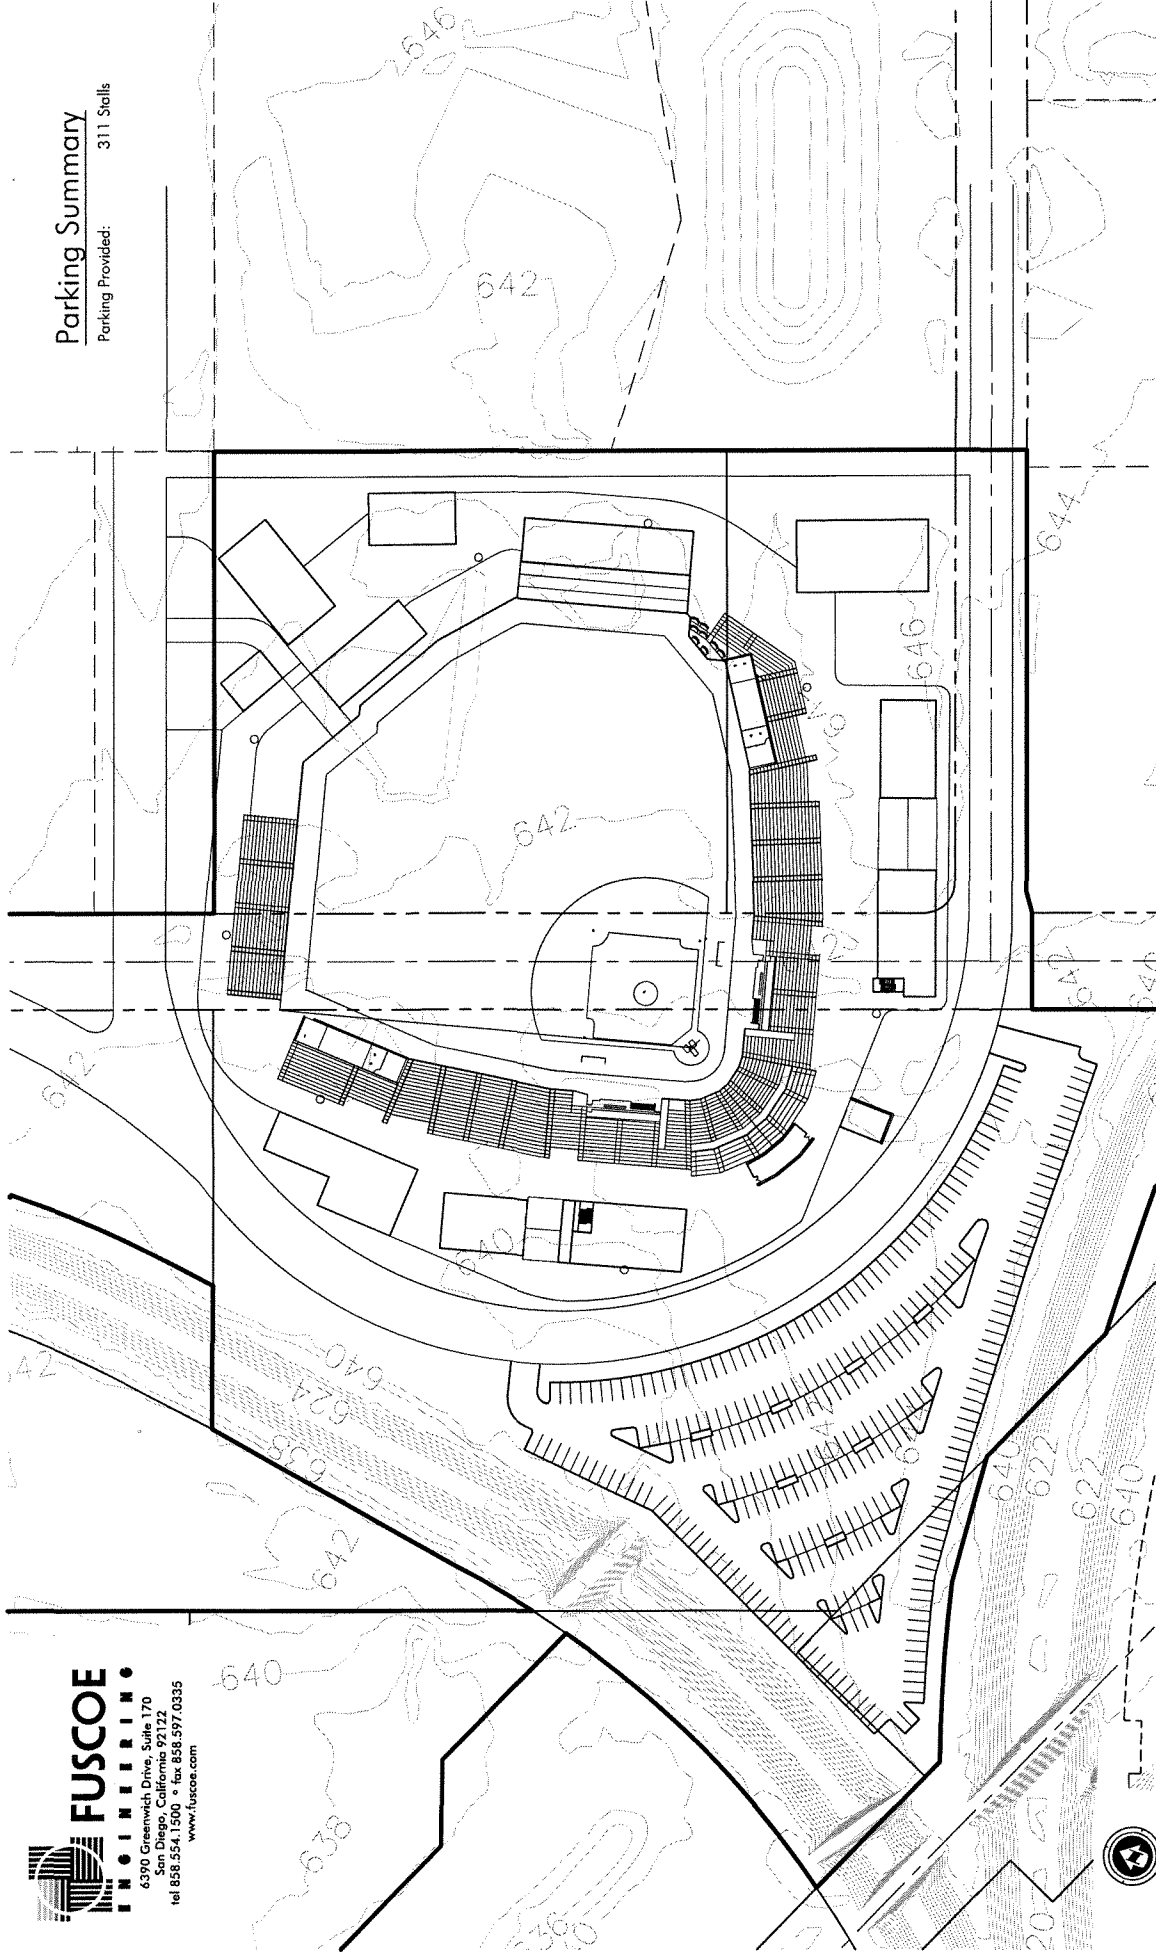 Parking Summary
Parking Provided: 311 Stalls
FUSCOE
ENGINEERING
6390 Greenwich Drive, Suite 170
San Diego, California 92122
tel 858.554.1500 ° fax 858.597.0335
www.fuscoe.com
646
642
644
646
642
642
642
640
640
624
638
642
640
622
622
640
640
638